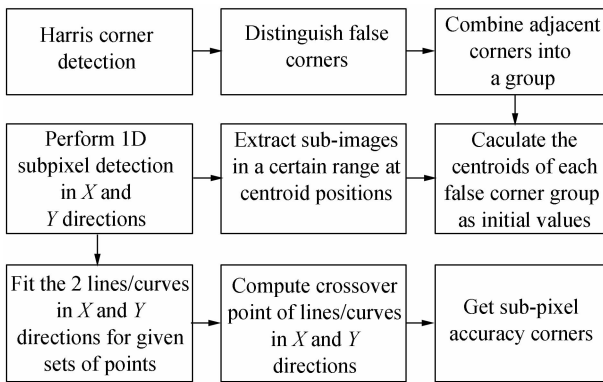 Harris corner
detection
Distinguish false
corners
Combine adjacent
corners into
a group
Perform 1D
subpixel detection
in X and
Y directions
Extract sub-images
in a certain range at
centroid positions
Caculate the
centroids of each
false corner group
as initial values
Fit the 2 lines/curves
in X and Y
directions for given
sets of points
Compute crossover
point of lines/curves
in X and Y
directions
Get sub-pixel
accuracy corners